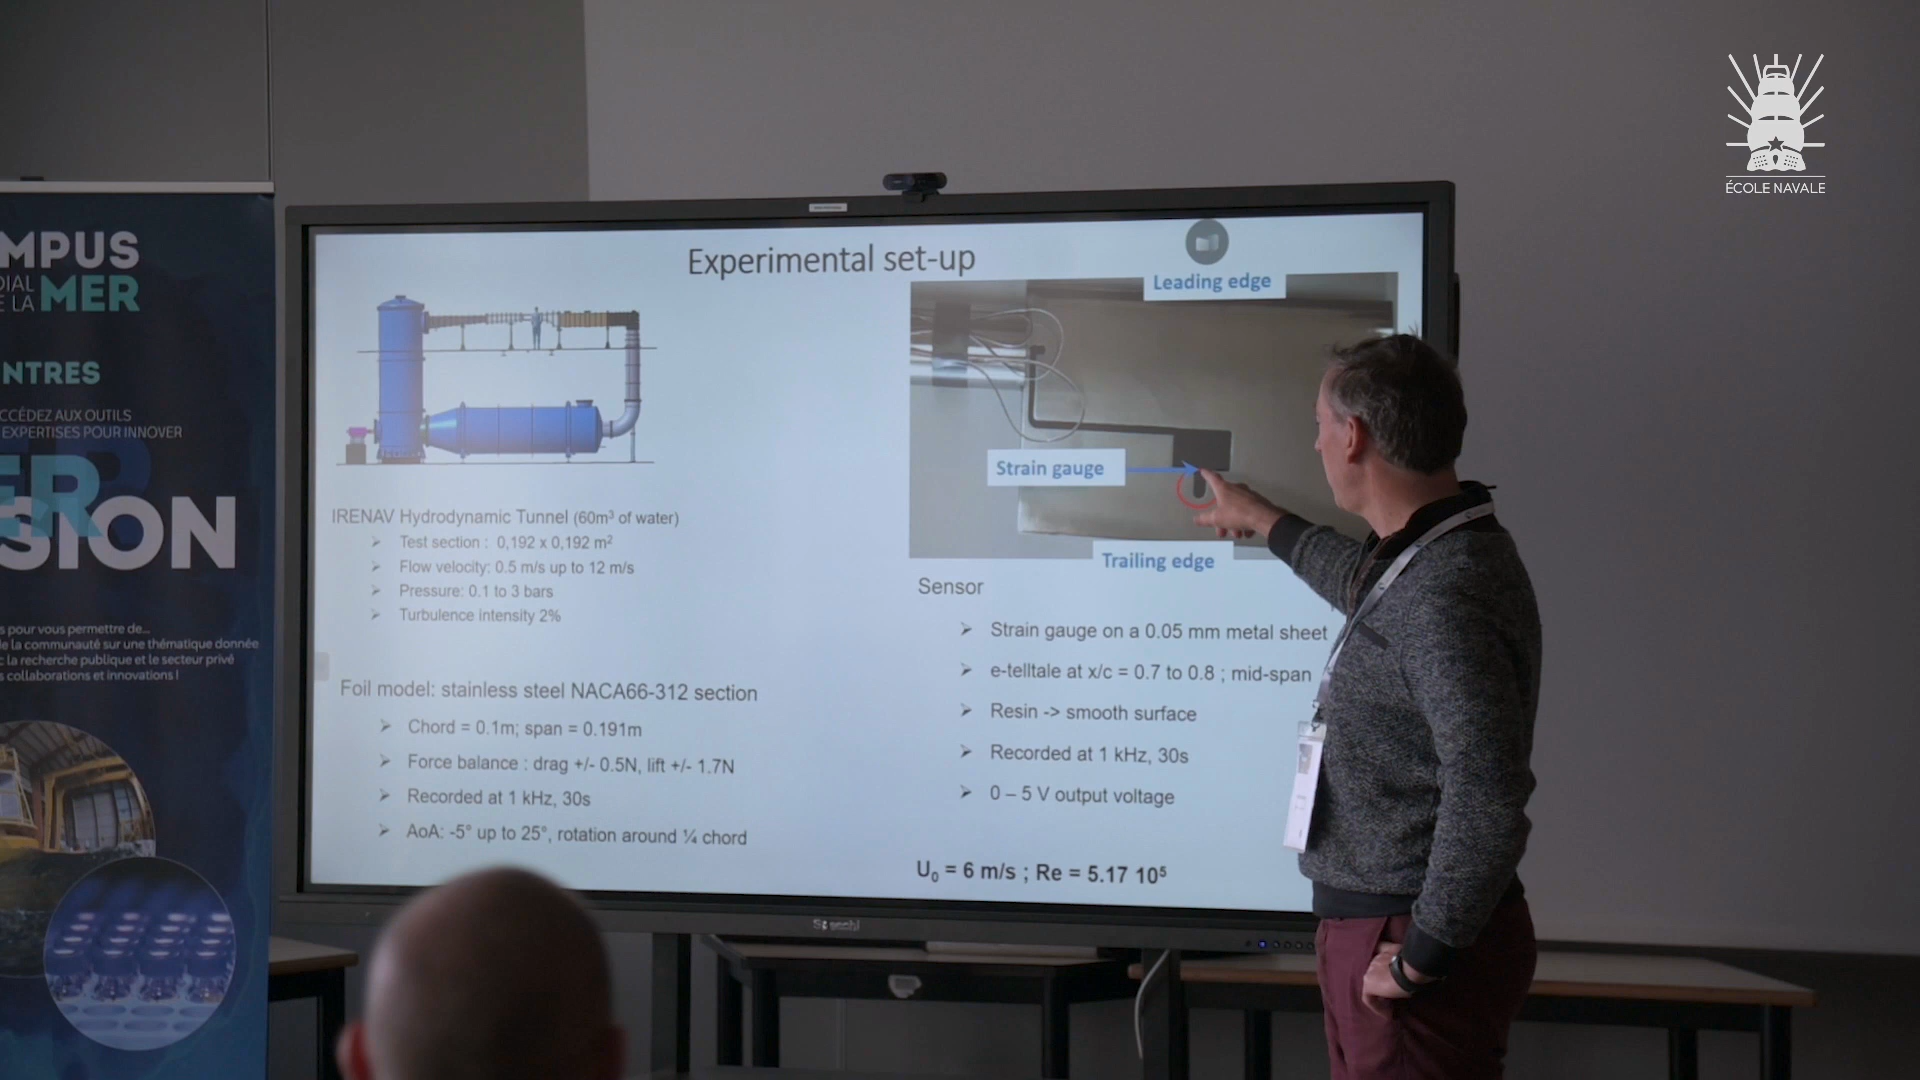 ÉCOLE NAVALE
MPUS
DIAL
E LA MER
NTRES
CCÉDEZ AUX OUTILS
EXPERTISES POUR INNOVER
ER
SION
s pour vous permettre de...
de la communauté sur une thématique donnée
c la recherche publique et le secteur privé
s collaborations et innovations !
Experimental set-up
IRENAV Hydrodynamic Tunnel (60m³ of water)
➢ Test section : 0,192 x 0,192 m²
➢ Flow velocity: 0.5 m/s up to 12 m/s
➢ Pressure: 0.1 to 3 bars
➢ Turbulence intensity 2%
Foil model: stainless steel NACA66-312 section
➢ Chord = 0.1m; span = 0.191m
➢ Force balance : drag +/- 0.5N, lift +/- 1.7N
➢ Recorded at 1 kHz, 30s
➢ AoA: -5° up to 25°, rotation around ¼ chord
Leading edge
Strain gauge
Trailing edge
Sensor
➢ Strain gauge on a 0.05 mm metal sheet
➢ e-telltale at x/c = 0.7 to 0.8 ; mid-span
➢ Resin -> smooth surface
➢ Recorded at 1 kHz, 30s
➢ 0 – 5 V output voltage
U₀ = 6 m/s ; Re = 5.17 10⁵